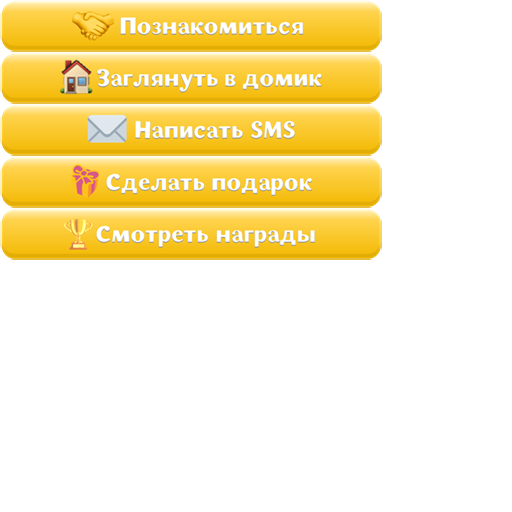 Познакомиться
Заглянуть в домик
Написать SMS
Сделать подарок
Смотреть награды